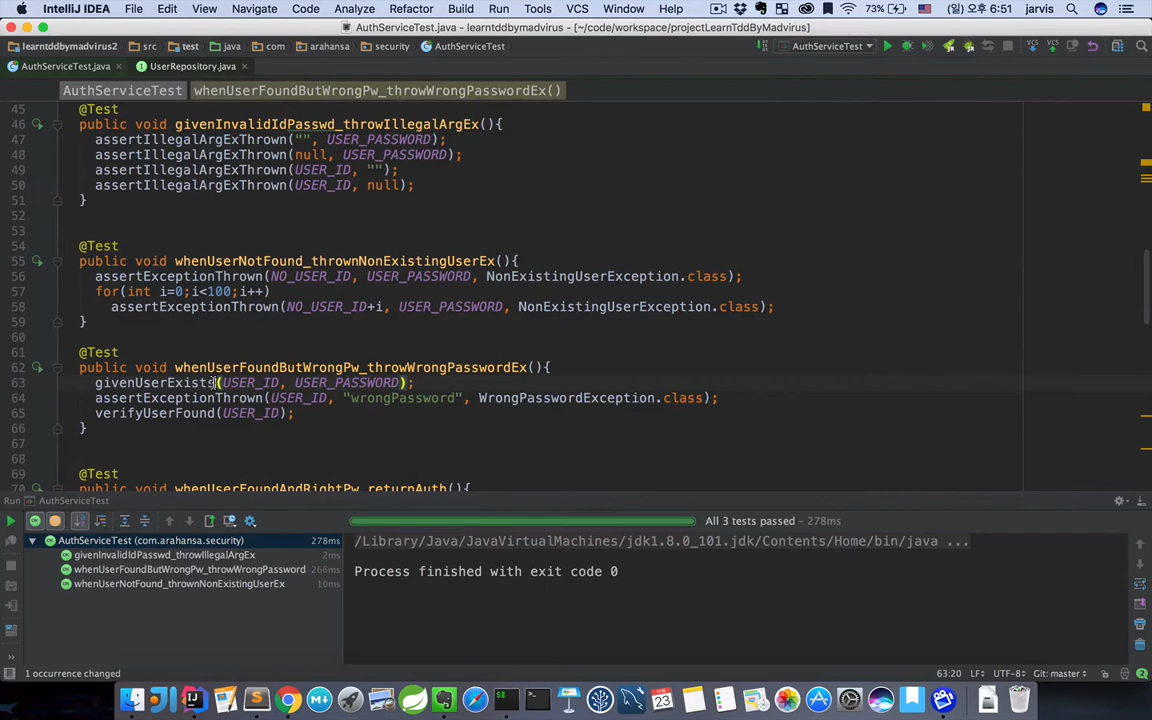 IntelliJ IDEA File Edit View Navigate Code Analyze Refactor Build Run Tools VCS Window Help 73% (일) 오후 6:51 jarvis
AuthServiceTest.java - learntddbymadvirus - [~/code/workspace/projectLearnTddByMadvirus]
learntddbymadvirus2 src test java com arahansa security AuthServiceTest AuthServiceTest
AuthServiceTest.java UserRepository.java
AuthServiceTest whenUserFoundButWrongPw_throwWrongPasswordEx()
45 @Test
46 public void givenInvalidIdPasswd_throwIllegalArgEx(){
47 assertIllegalArgExThrown("", USER_PASSWORD);
48 assertIllegalArgExThrown(null, USER_PASSWORD);
49 assertIllegalArgExThrown(USER_ID, "");
50 assertIllegalArgExThrown(USER_ID, null);
51 }
52
53
54 @Test
55 public void whenUserNotFound_thrownNonExistingUserEx(){
56 assertExceptionThrown(NO_USER_ID, USER_PASSWORD, NonExistingUserException.class);
57 for(int i=0;i<100;i++)
58 assertExceptionThrown(NO_USER_ID+i, USER_PASSWORD, NonExistingUserException.class);
59 }
60
61 @Test
62 public void whenUserFoundButWrongPw_throwWrongPasswordEx(){
63 givenUserExists(USER_ID, USER_PASSWORD);
64 assertExceptionThrown(USER_ID, "wrongPassword", WrongPasswordException.class);
65 verifyUserFound(USER_ID);
66 }
67
68
69 @Test
70 public void whenUserFoundAndRightPw_returnAuth(){
Run AuthServiceTest
All 3 tests passed - 278ms
AuthServiceTest (com.arahansa.security) 278ms
givenInvalidIdPasswd_throwIllegalArgEx 2ms
whenUserFoundButWrongPw_throwWrongPassword 266ms
whenUserNotFound_thrownNonExistingUserEx 10ms
/Library/Java/JavaVirtualMachines/jdk1.8.0_101.jdk/Contents/Home/bin/java ...
Process finished with exit code 0
1 occurrence changed 63:20 LF÷ UTF-8÷ Git: master÷